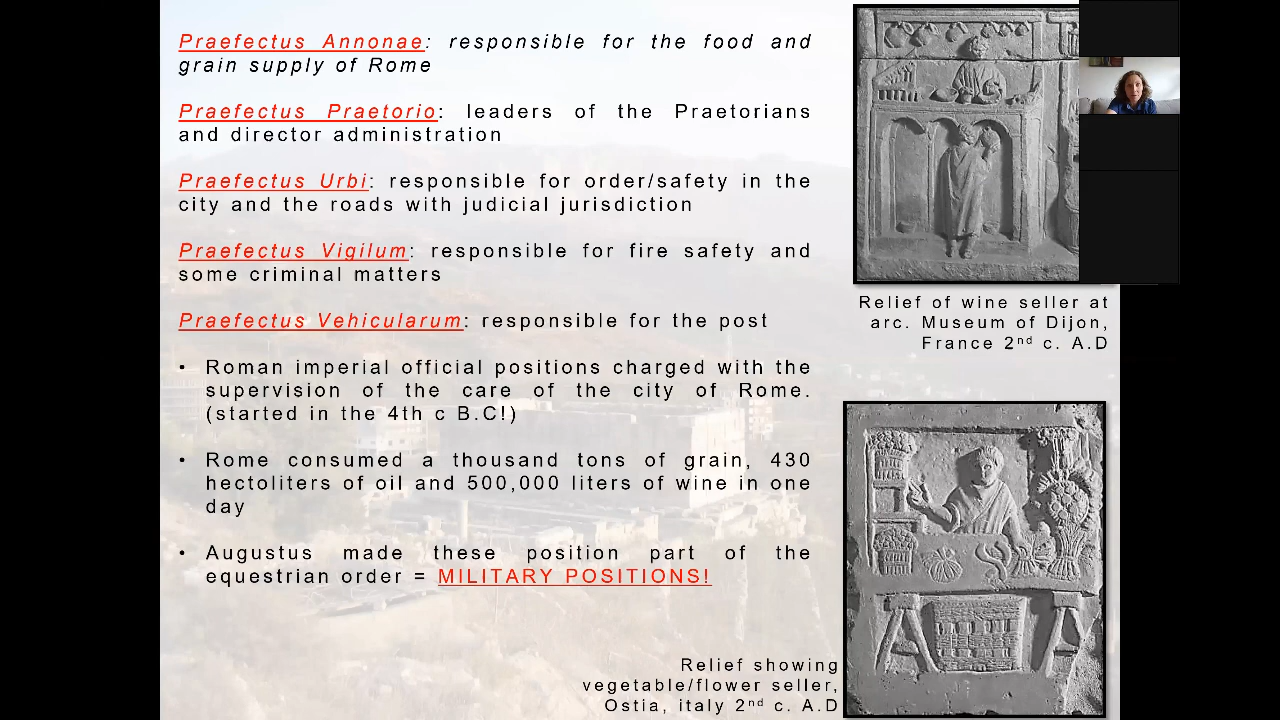 Praefectus Annonae: responsible for the food and
grain supply of Rome
Praefectus Praetorio: leaders of the Praetorians
and director administration
Praefectus Urbi: responsible for order/safety in the
city and the roads with judicial jurisdiction
Praefectus Vigilum: responsible for fire safety and
some criminal matters
Praefectus Vehicularum: responsible for the post
• Roman imperial official positions charged with the
supervision of the care of the city of Rome.
(started in the 4th c B.C!)
• Rome consumed a thousand tons of grain, 430
hectoliters of oil and 500,000 liters of wine in one
day
• Augustus made these position part of the
equestrian order = MILITARY POSITIONS!
Relief of wine seller at
arc. Museum of Dijon,
France 2nd c. A.D
Relief showing
vegetable/flower seller,
Ostia, italy 2nd c. A.D